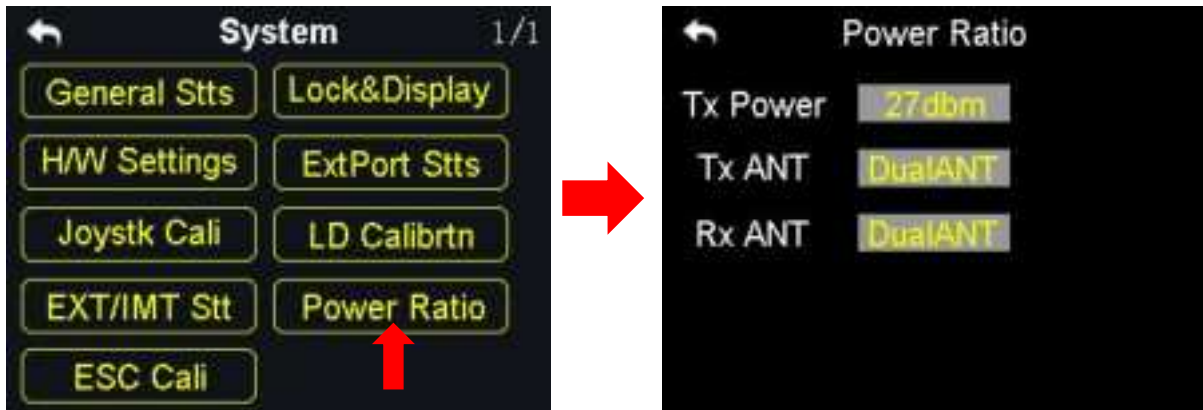 System 1/1
General Stts Lock&Display
H/W Settings ExtPort Stts
Joystk Cali LD Calibrtn
EXT/IMT Stt Power Ratio
ESC Cali
Power Ratio
Tx Power 27dbm
Tx ANT DualANT
Rx ANT DualANT